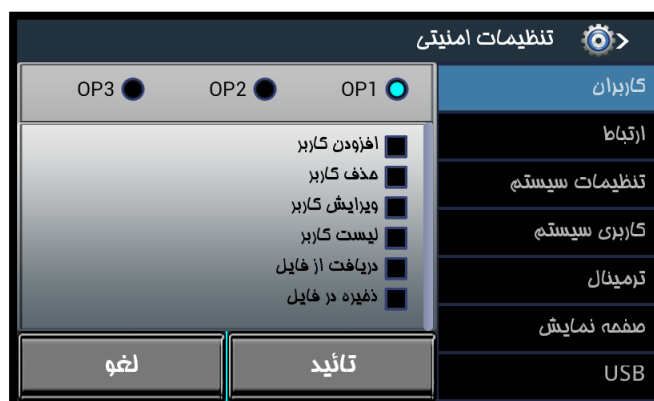 تنظیمات امنیتی
کاربران
ارتباط
تنظیمات سیستم
کاربری سیستم
ترمینال
صفحه نمایش
USB
OP1 OP2 OP3
افزودن کاربر
حذف کاربر
ویرایش کاربر
لیست کاربر
دریافت از فایل
ذخیره در فایل
تائید لغو